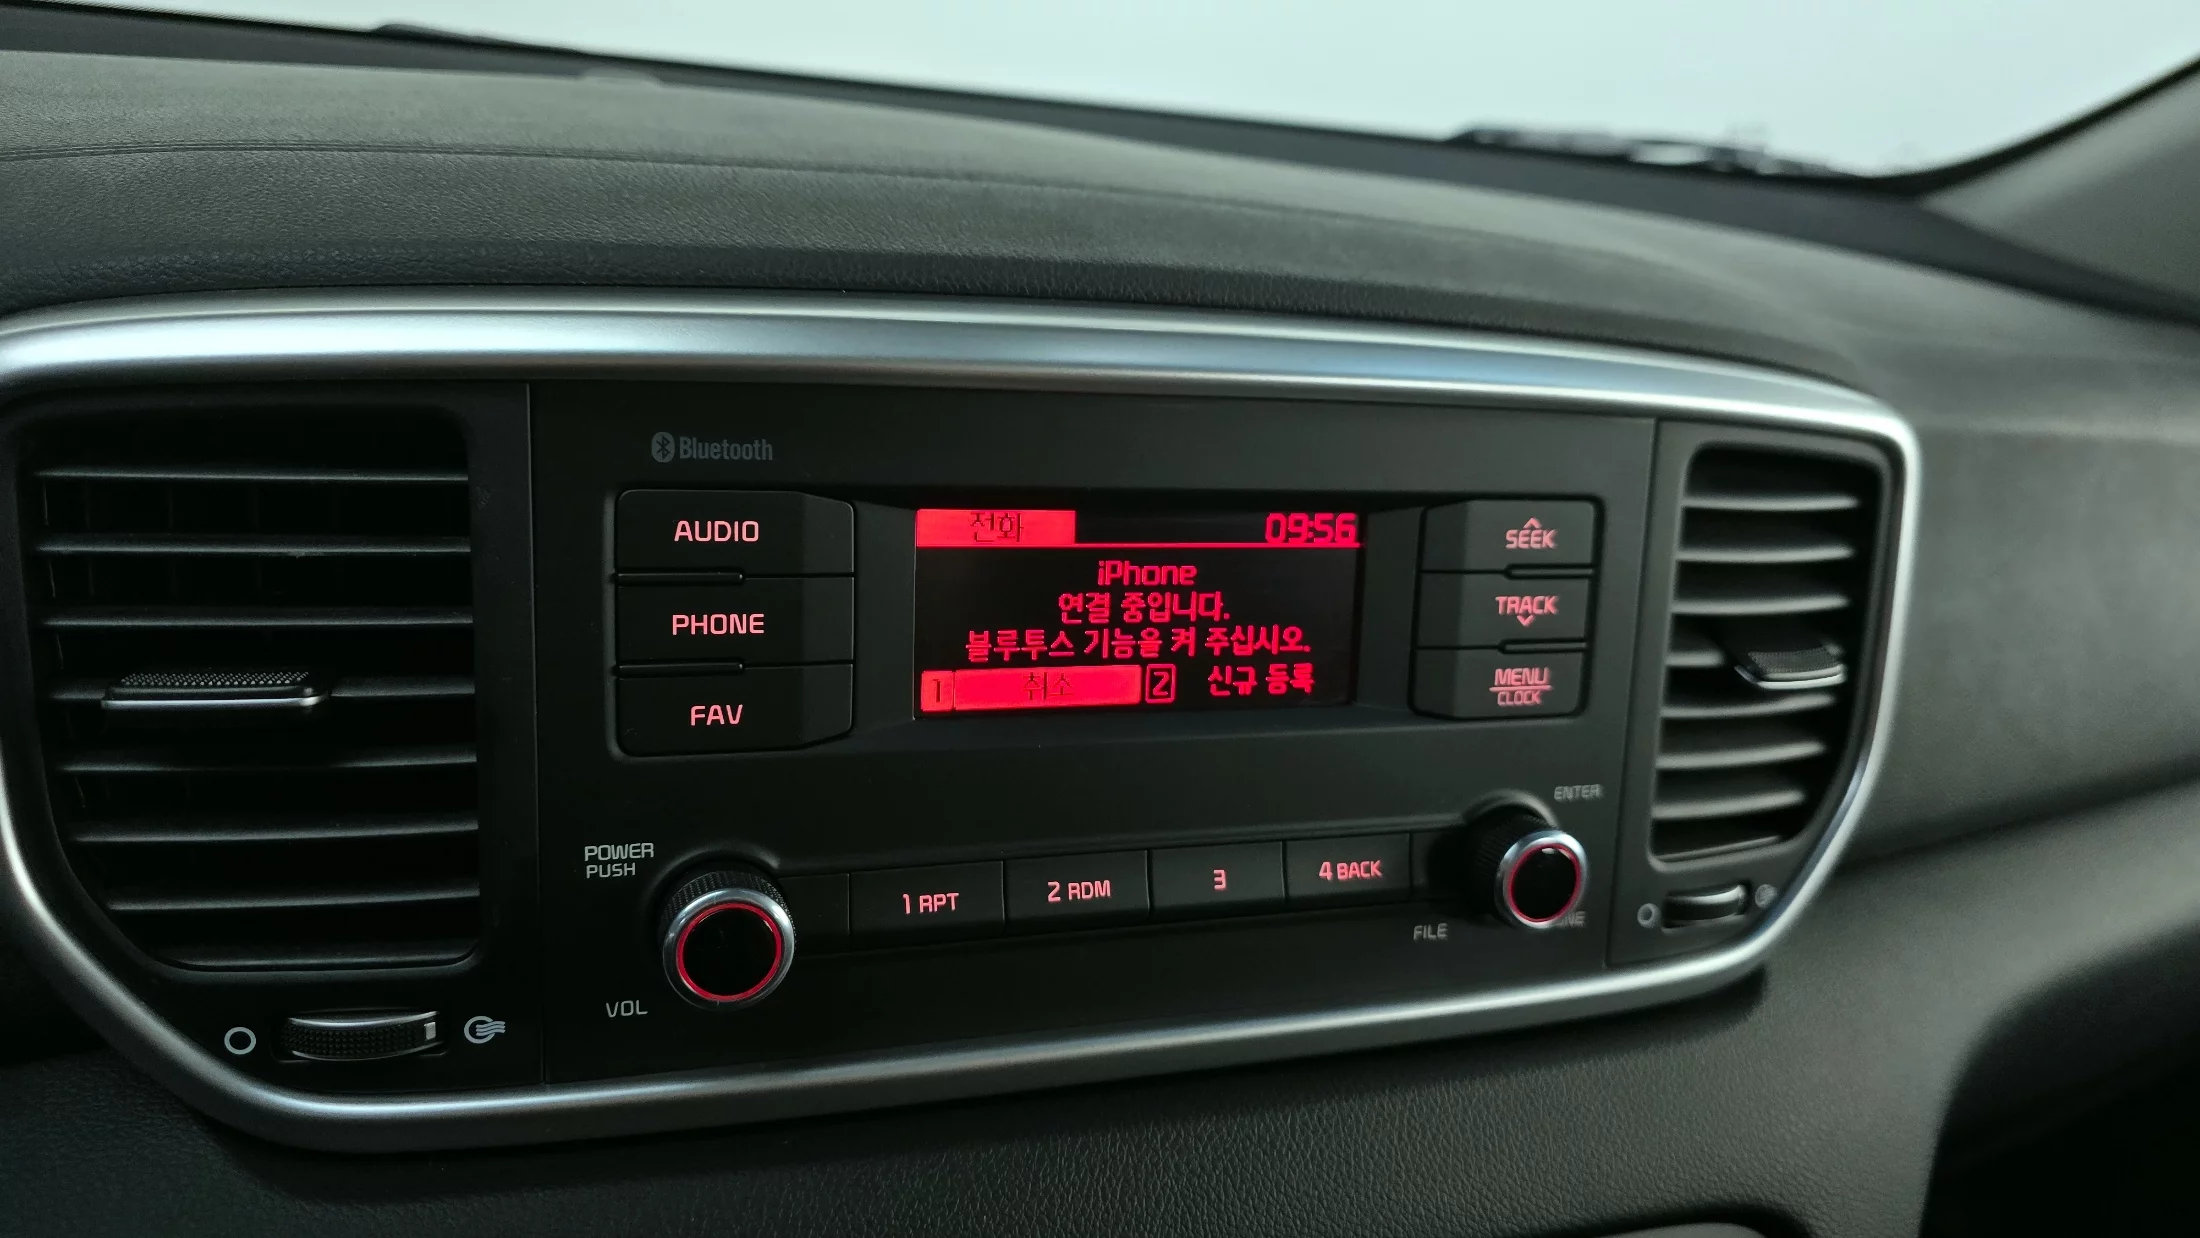 Bluetooth
AUDIO
PHONE
FAV
전화 09:56
iPhone
연결 중입니다.
블루투스 기능을 켜 주십시오.
1 취소 2 신규 등록
SEEK
TRACK
MENU
CLOCK
POWER
PUSH
VOL
1 RPT
2 RDM
3
4 BACK
ENTER
FILE